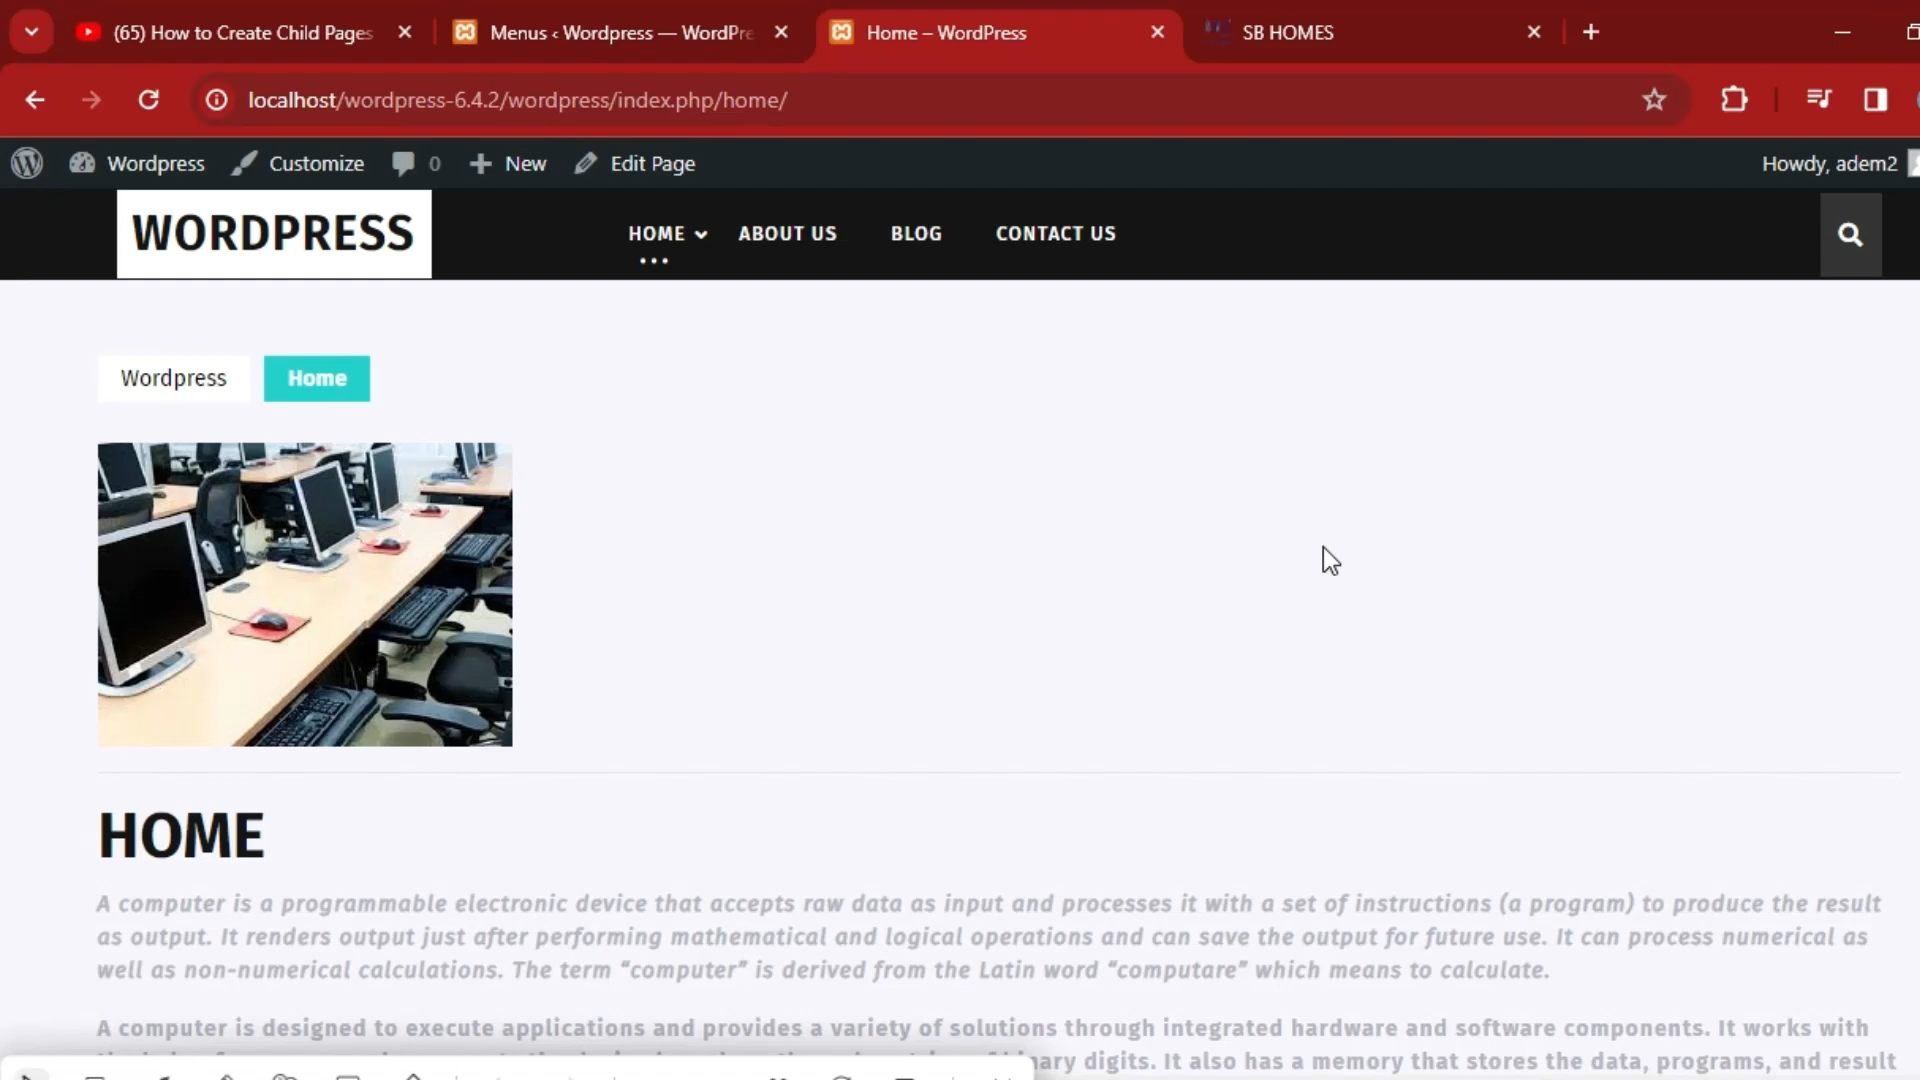 (65) How to Create Child Pages
Menus ‹ Wordpress — WordPre
Home – WordPress
SB HOMES
localhost/wordpress-6.4.2/wordpress/index.php/home/
Wordpress
Customize
0
New
Edit Page
Howdy, adem2
WORDPRESS
HOME
ABOUT US
BLOG
CONTACT US
Wordpress
Home
HOME
A computer is a programmable electronic device that accepts raw data as input and processes it with a set of instructions (a program) to produce the result
as output. It renders output just after performing mathematical and logical operations and can save the output for future use. It can process numerical as
well as non-numerical calculations. The term “computer” is derived from the Latin word “computare” which means to calculate.
A computer is designed to execute applications and provides a variety of solutions through integrated hardware and software components. It works with
binary digits. It also has a memory that stores the data, programs, and result